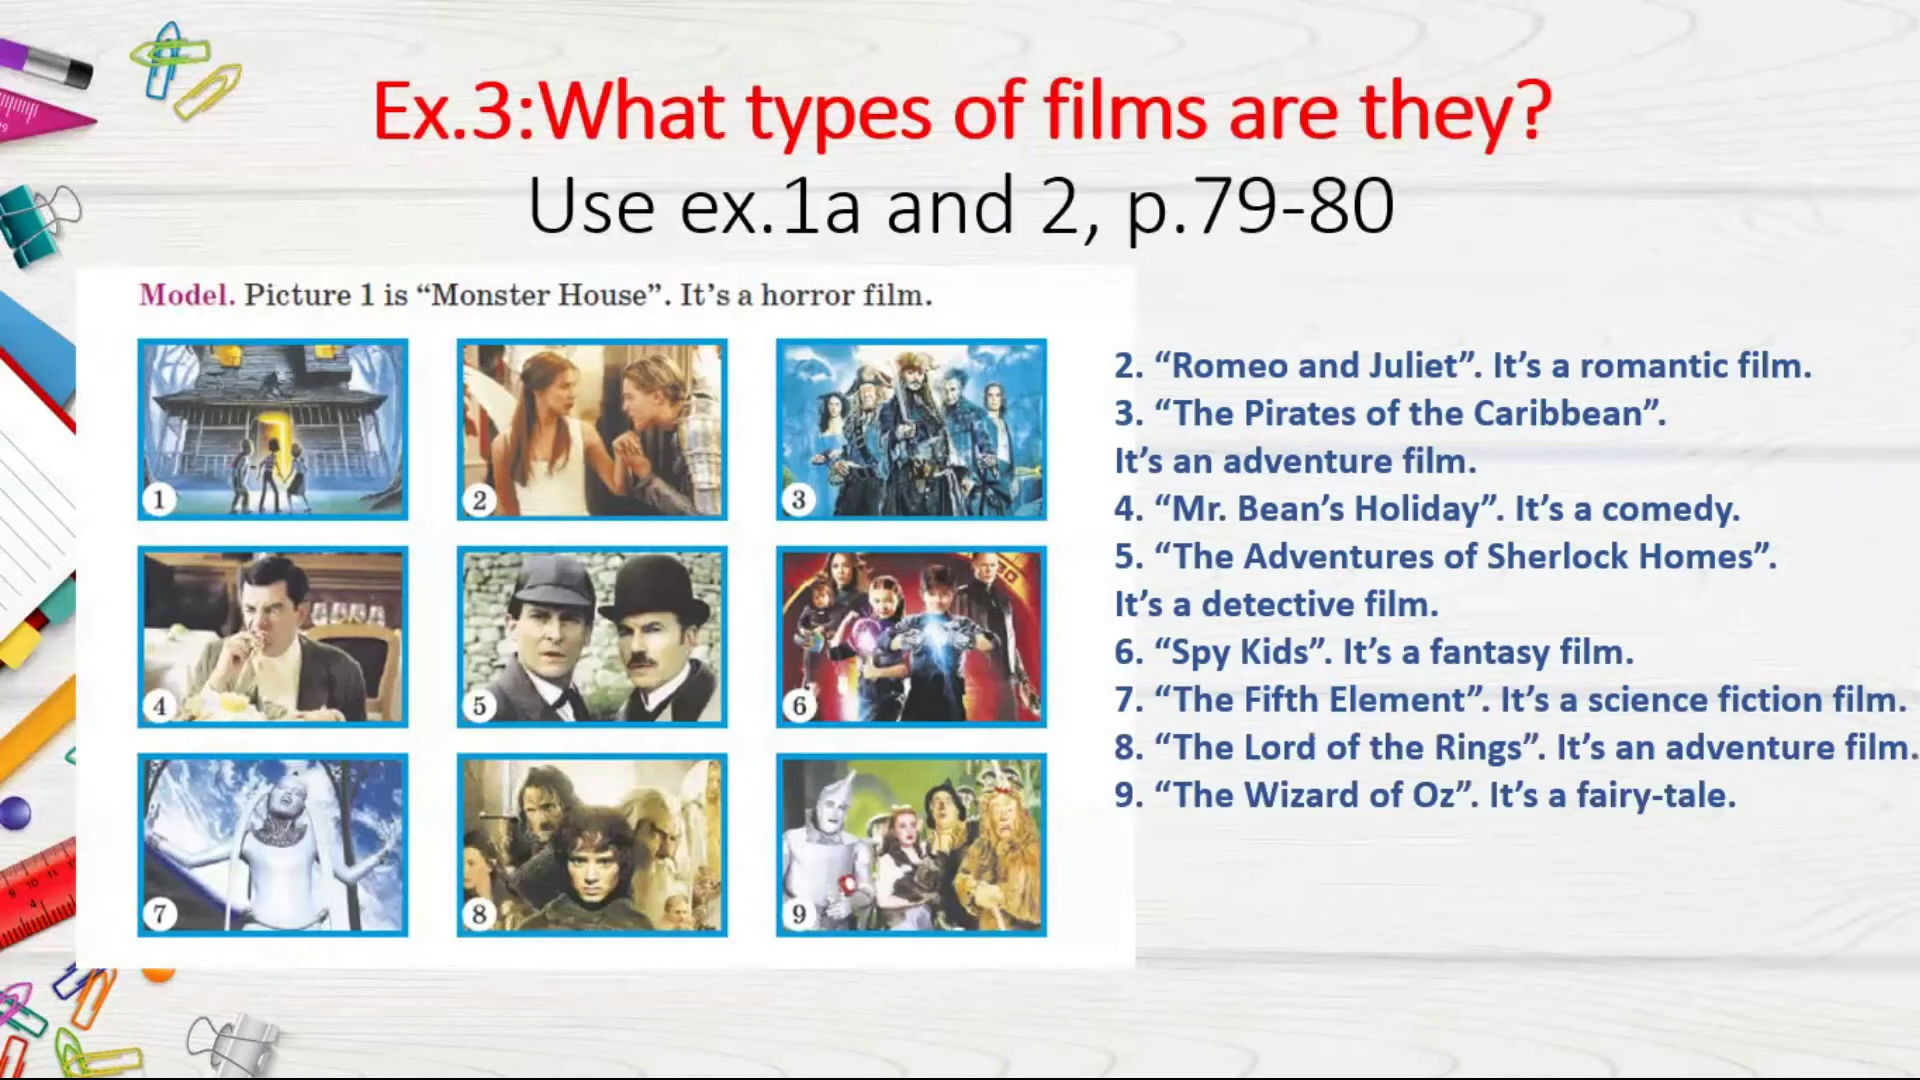 Ex.3:What types of films are they?
Use ex.1a and 2, p.79-80
Model. Picture 1 is “Monster House”. It’s a horror film.
1
2
3
4
5
6
7
8
9
2. “Romeo and Juliet”. It’s a romantic film.
3. “The Pirates of the Caribbean”.
It’s an adventure film.
4. “Mr. Bean’s Holiday”. It’s a comedy.
5. “The Adventures of Sherlock Homes”.
It’s a detective film.
6. “Spy Kids”. It’s a fantasy film.
7. “The Fifth Element”. It’s a science fiction film.
8. “The Lord of the Rings”. It’s an adventure film.
9. “The Wizard of Oz”. It’s a fairy-tale.